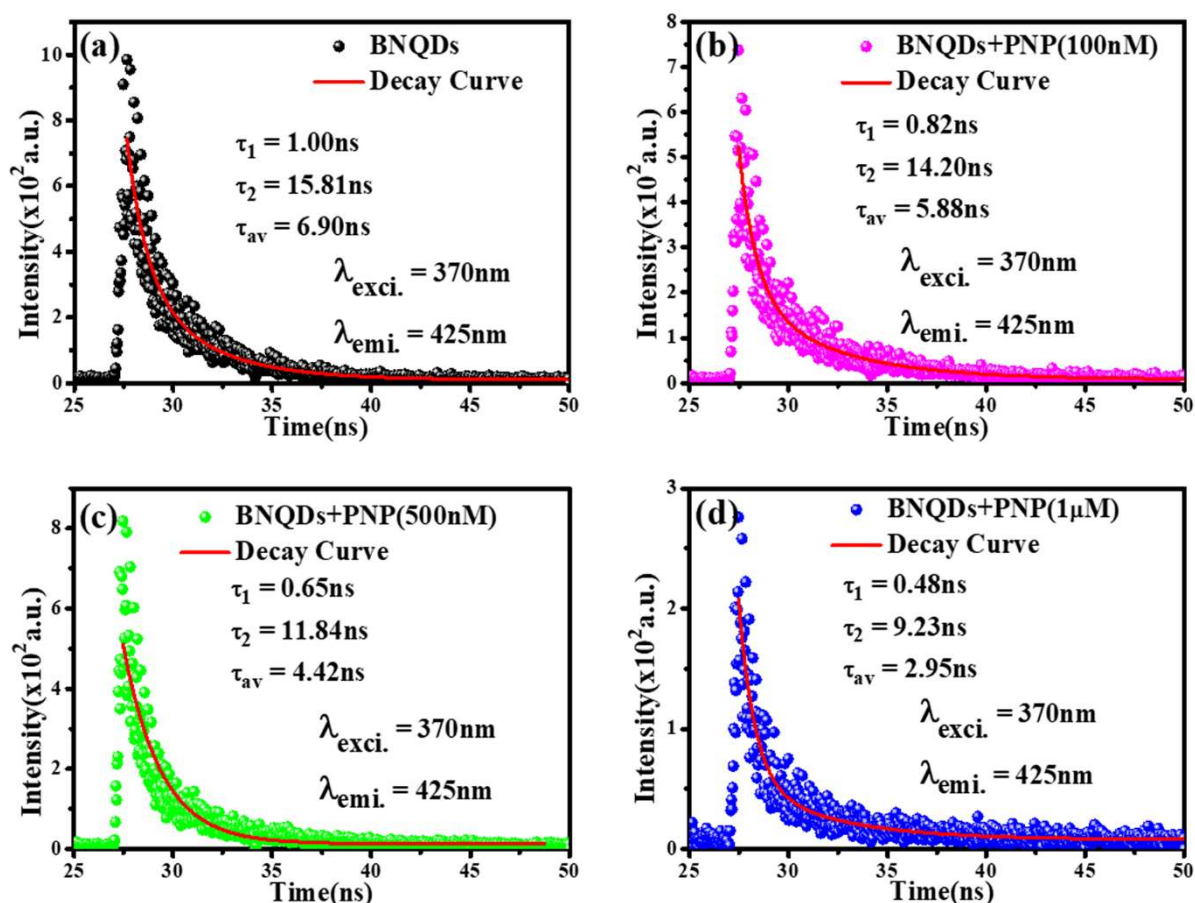 (a)
BNQDs
Decay Curve
τ1 = 1.00ns
τ2 = 15.81ns
τav = 6.90ns
λexci. = 370nm
λemi. = 425nm
Intensity(x10² a.u.)
10
8
6
4
2
0
25 30 35 40 45 50
Time(ns)
(b)
BNQDs+PNP(100nM)
Decay Curve
τ1 = 0.82ns
τ2 = 14.20ns
τav = 5.88ns
λexci. = 370nm
λemi. = 425nm
Intensity(x10² a.u.)
8
7
6
5
4
3
2
1
0
25 30 35 40 45 50
Time(ns)
(c)
BNQDs+PNP(500nM)
Decay Curve
τ1 = 0.65ns
τ2 = 11.84ns
τav = 4.42ns
λexci. = 370nm
λemi. = 425nm
Intensity(x10² a.u.)
8
6
4
2
0
25 30 35 40 45 50
Time(ns)
(d)
BNQDs+PNP(1μM)
Decay Curve
τ1 = 0.48ns
τ2 = 9.23ns
τav = 2.95ns
λexci. = 370nm
λemi. = 425nm
Intensity(x10² a.u.)
3
2
1
0
25 30 35 40 45 50
Time(ns)